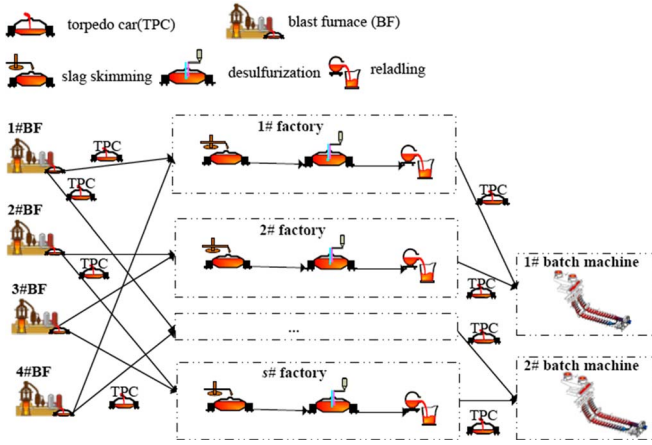 torpedo car(TPC)
blast furnace (BF)
slag skimming
desulfurization
reladling
1#BF
TPC
1# factory
TPC
TPC
2#BF
2# factory
TPC
1# batch machine
3#BF
TPC
...
TPC
4#BF
s# factory
2# batch machine
TPC
TPC